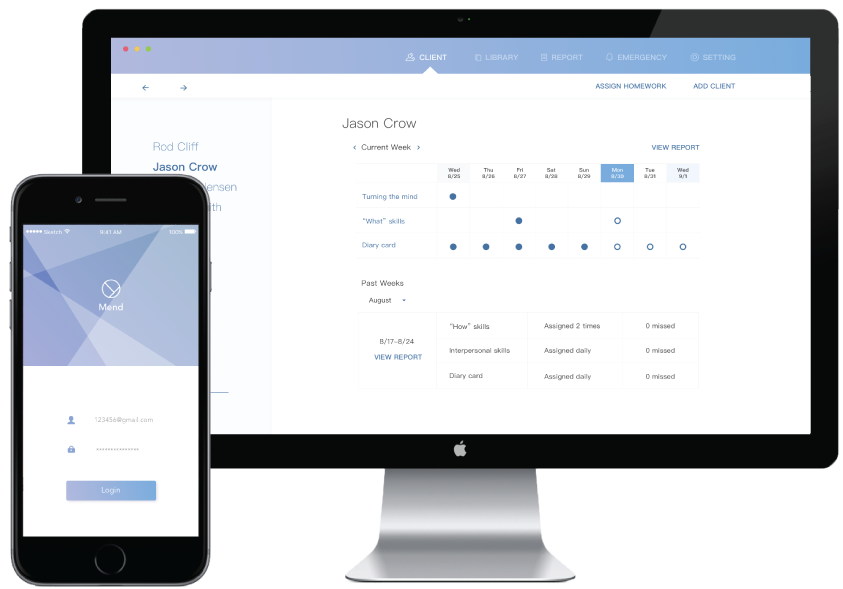 CLIENT
LIBRARY
REPORT
EMERGENCY
SETTING
ASSIGN HOMEWORK
ADD CLIENT
Rod Cliff
Jason Crow
ensen
ith
Jason Crow
Current Week
VIEW REPORT
Wed Thu Fri Sat Sun Mon Tue Wed
8/25 8/26 8/27 8/28 8/29 8/30 8/31 9/1
Turning the mind
"What" skills
Diary card
Past Weeks
August
8/17-8/24
VIEW REPORT
"How" skills Assigned 2 times 0 missed
Interpersonal skills Assigned daily 0 missed
Diary card Assigned daily 0 missed
Sketch 9:41 AM 100%
Mend
123456@gmail.com
***************
Login